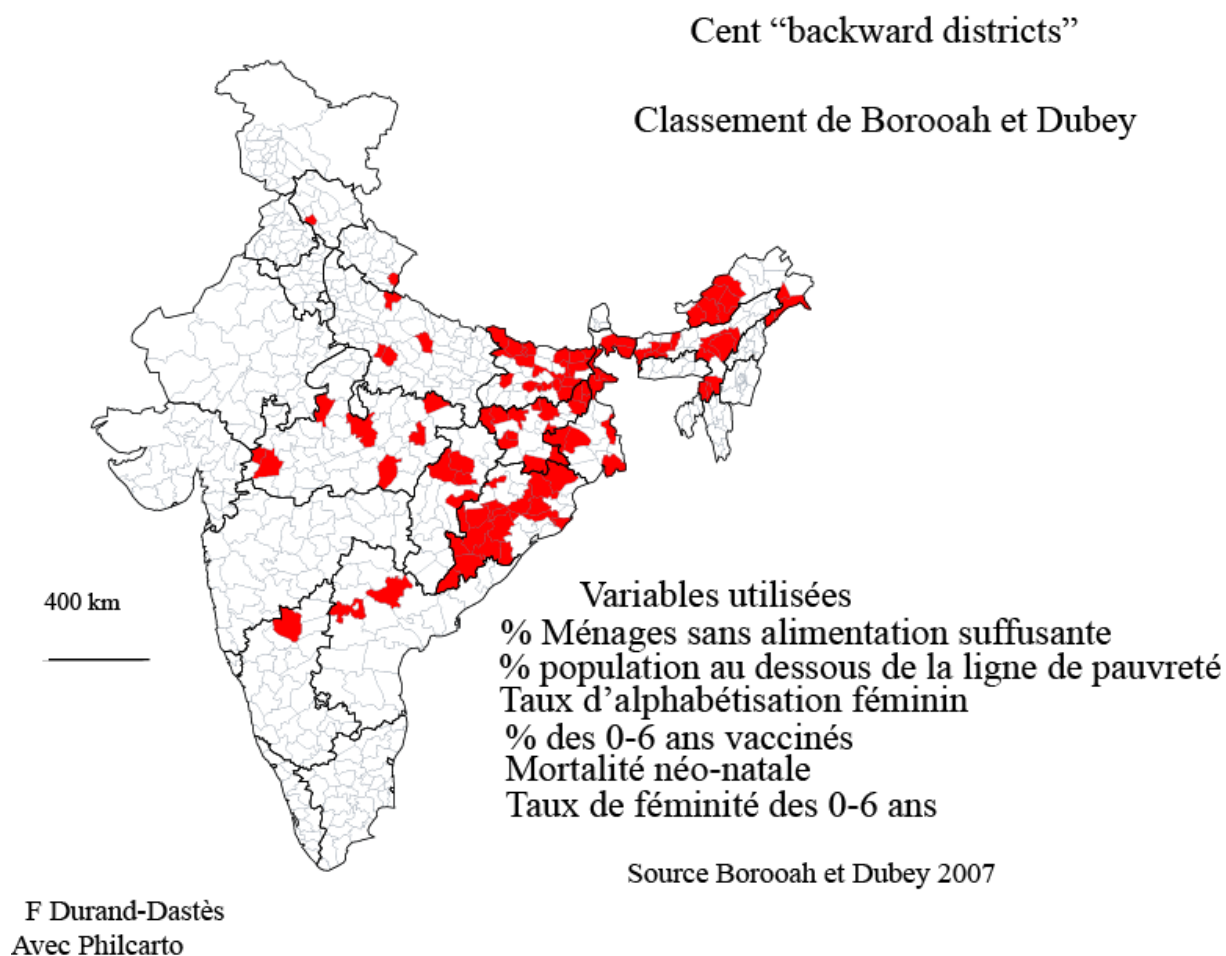 Cent “backward districts”
Classement de Borooah et Dubey
400 km
Variables utilisées
% Ménages sans alimentation suffusante
% population au dessous de la ligne de pauvreté
Taux d’alphabétisation féminin
% des 0-6 ans vaccinés
Mortalité néo-natale
Taux de féminité des 0-6 ans
Source Borooah et Dubey 2007
F Durand-Dastès
Avec Philcarto